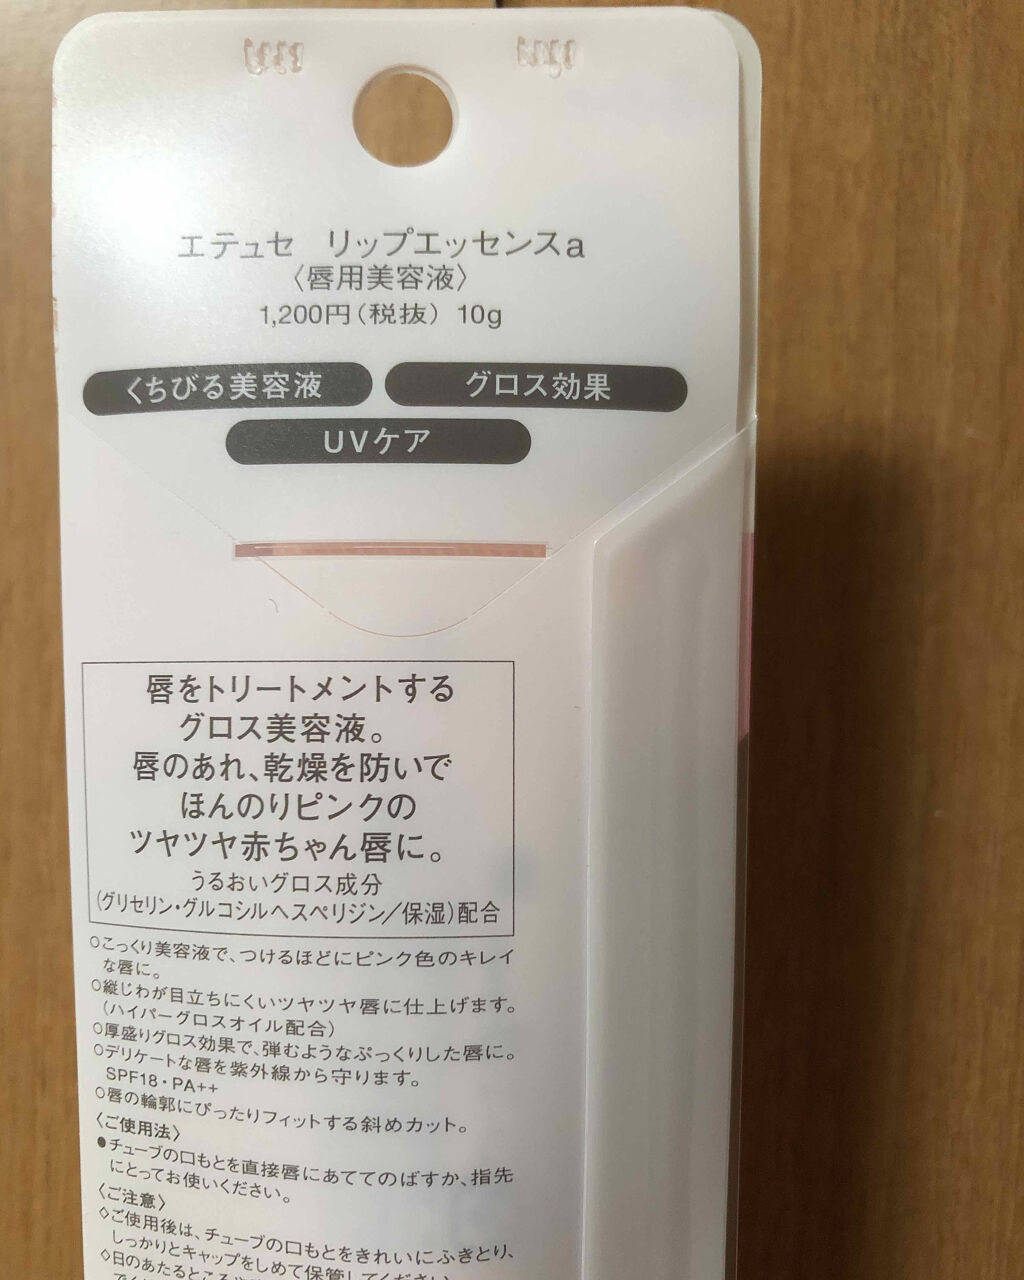 エテュセ リップエッセンスa
〈唇用美容液〉
1,200円(税抜) 10g
くちびる美容液 グロス効果
UVケア
唇をトリートメントする
グロス美容液。
唇のあれ、乾燥を防いで
ほんのりピンクの
ツヤツヤ赤ちゃん唇に。
うるおいグロス成分
(グリセリン・グルコシルヘスペリジン/保湿)配合
○こっくり美容液で、つけるほどにピンク色のキレイ
な唇に。
○縦じわが目立ちにくいツヤツヤ唇に仕上げます。
(ハイパーグロスオイル配合)
○厚盛りグロス効果で、弾むようなぷっくりした唇に。
○デリケートな唇を紫外線から守ります。
SPF18・PA++
○唇の輪郭にぴったりフィットする斜めカット。
〈ご使用法〉
●チューブの口もとを直接唇にあててのばすか、指先
にとってお使いください。
〈ご注意〉
◇ご使用後は、チューブの口もとをきれいにふきとり、
しっかりとキャップをしめて保管してください。
◇日のあたるところや